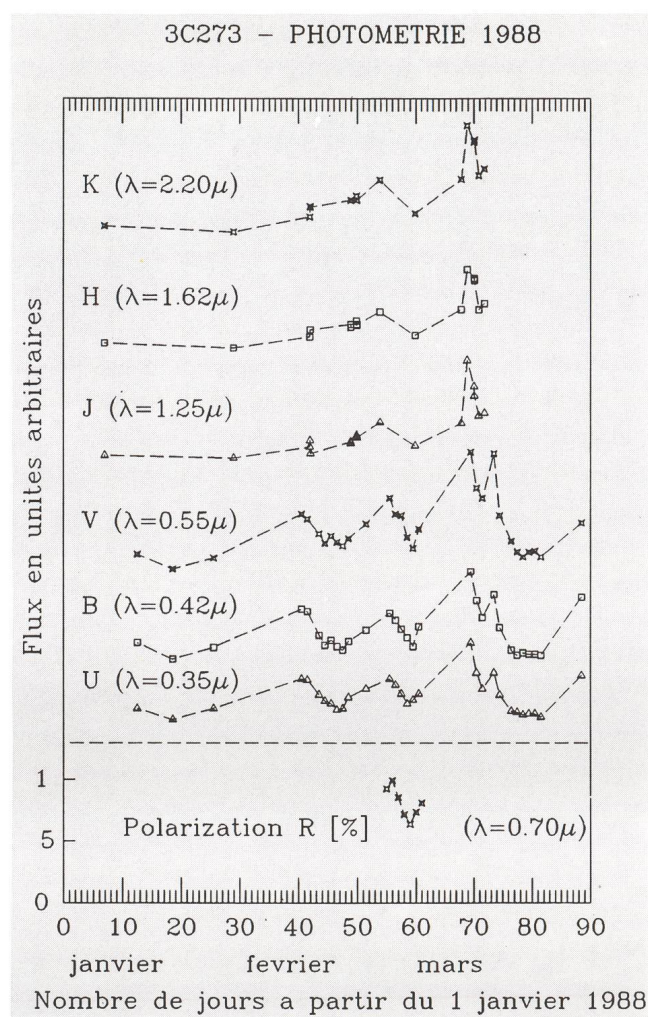 3C273 - PHOTOMETRIE 1988
K (λ=2.20μ)
H (λ=1.62μ)
J (λ=1.25μ)
V (λ=0.55μ)
B (λ=0.42μ)
U (λ=0.35μ)
Flux en unites arbitraires
1
Polarization R [%] (λ=0.70μ)
5
0
0 10 20 30 40 50 60 70 80 90
janvier fevrier mars
Nombre de jours a partir du 1 janvier 1988